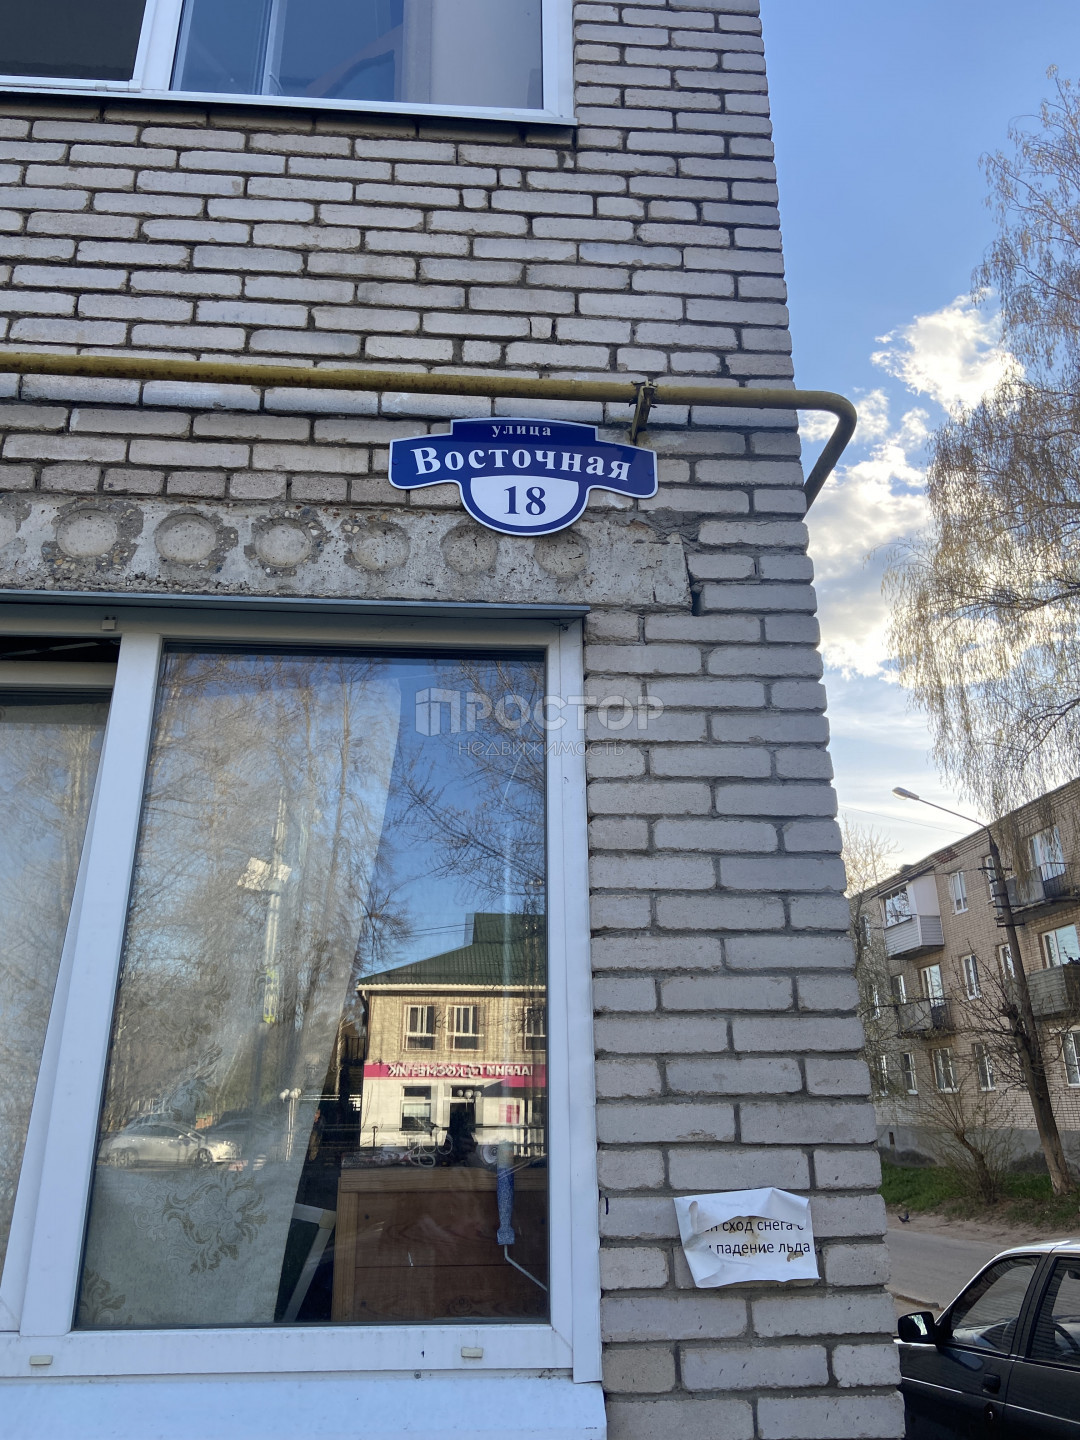 улица
Восточная
18
ПРОСТОР
недвижимость
сход снега с
падение льда